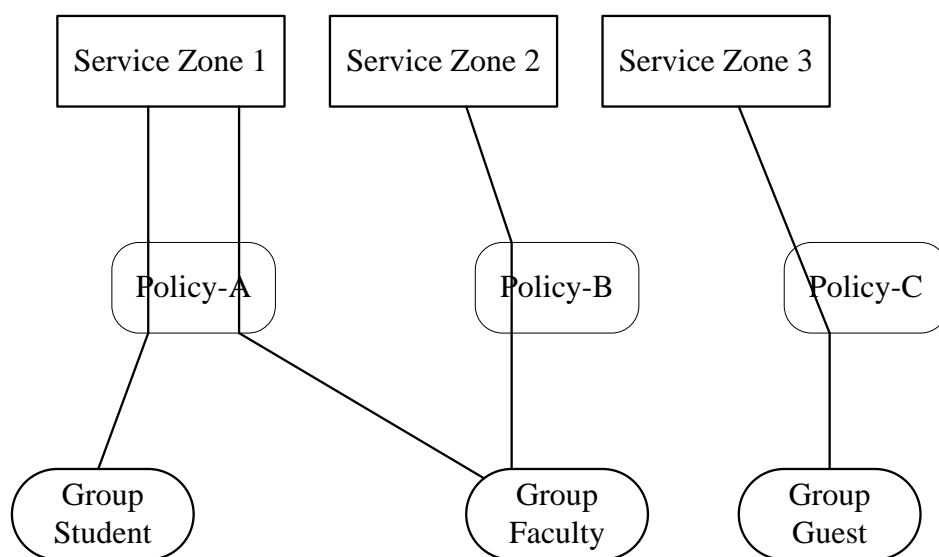 Service Zone 1
Service Zone 2
Service Zone 3
Policy-A
Policy-B
Policy-C
Group
Student
Group
Faculty
Group
Guest